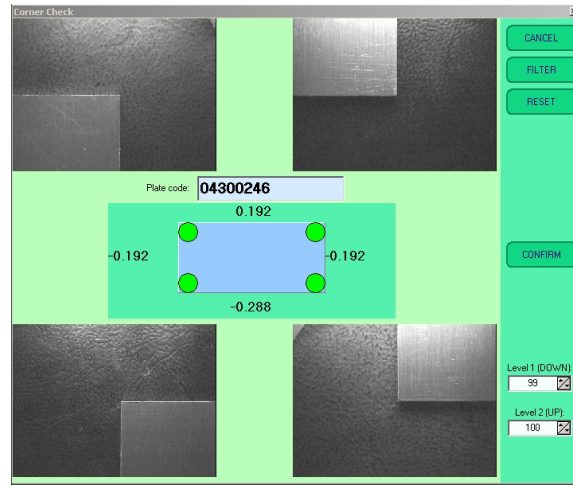 Corner Check
CANCEL
FILTER
RESET
Plate code: 04300246
0.192
-0.192 -0.192
-0.288
CONFIRM
Level 1 (DOWN):
99
Level 2 (UP):
100